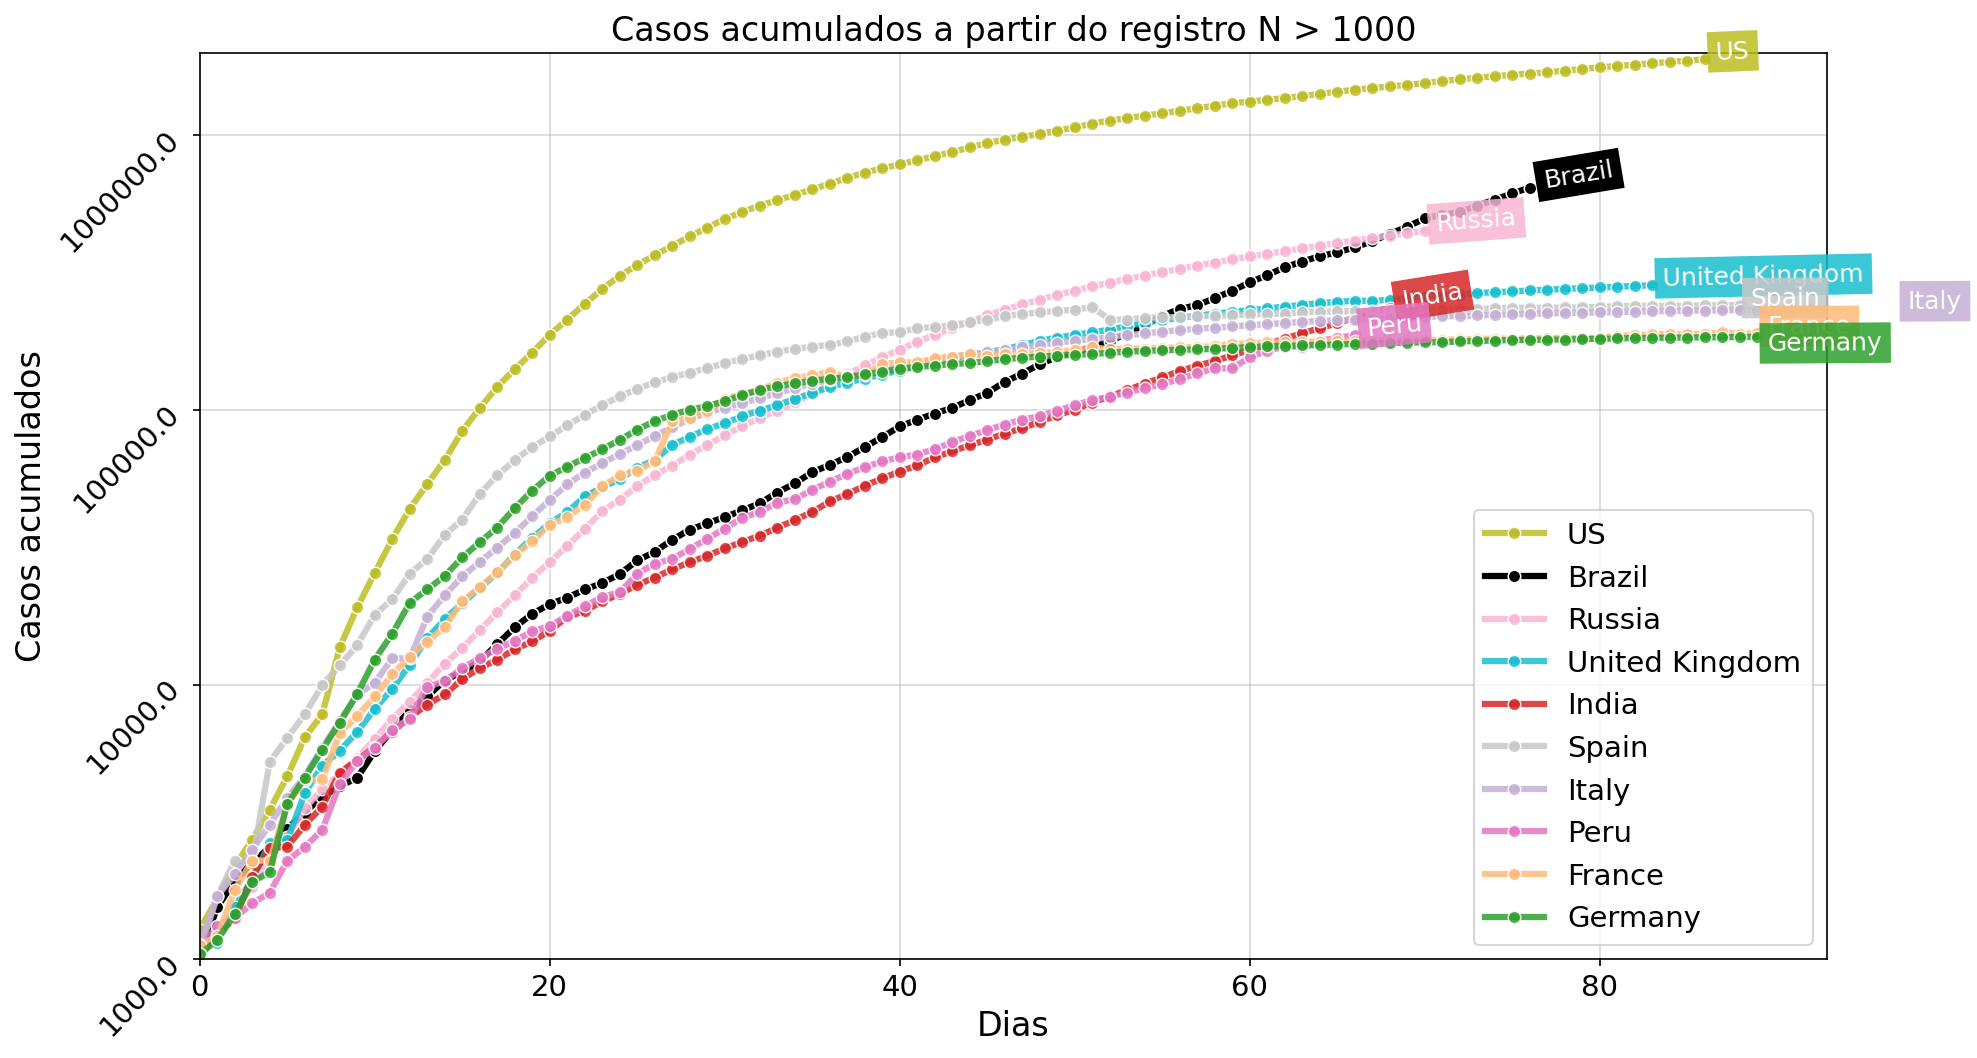 Casos acumulados a partir do registro N > 1000
US
1000000.0
Brazil
Russia
United Kingdom
India
Spain
Italy
Peru
France
Germany
100000.0
Casos acumulados
US
Brazil
Russia
United Kingdom
India
Spain
Italy
Peru
France
Germany
10000.0
1000.0
0
20
40
60
80
Dias